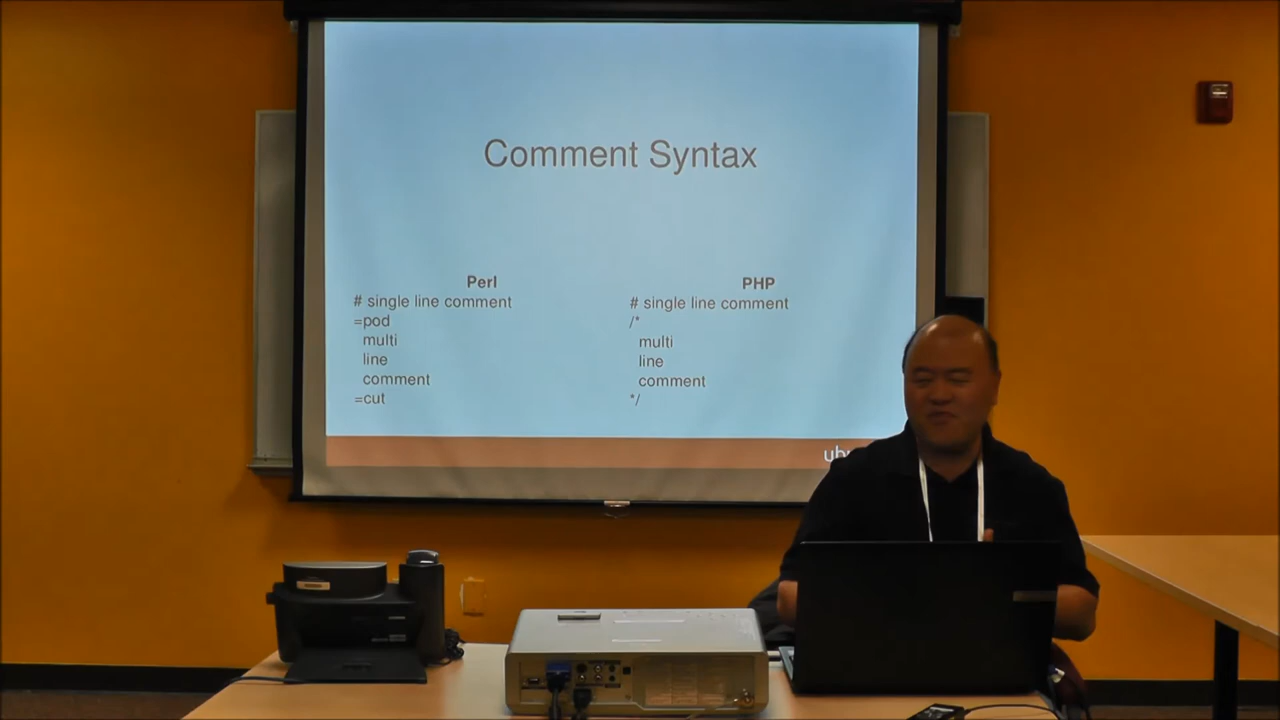 Comment Syntax
Perl
# single line comment
=pod
multi
line
comment
=cut
PHP
# single line comment
/*
multi
line
comment
*/